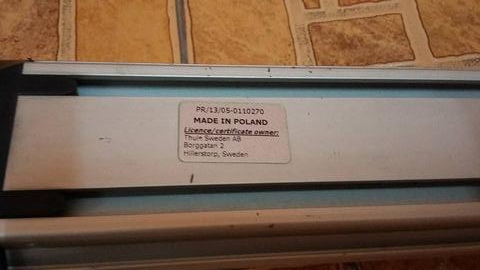 PR/13/05-0110270
MADE IN POLAND
Licence/certificate owner:
Thule Sweden AB
Borggatan 2
Hillerstorp, Sweden